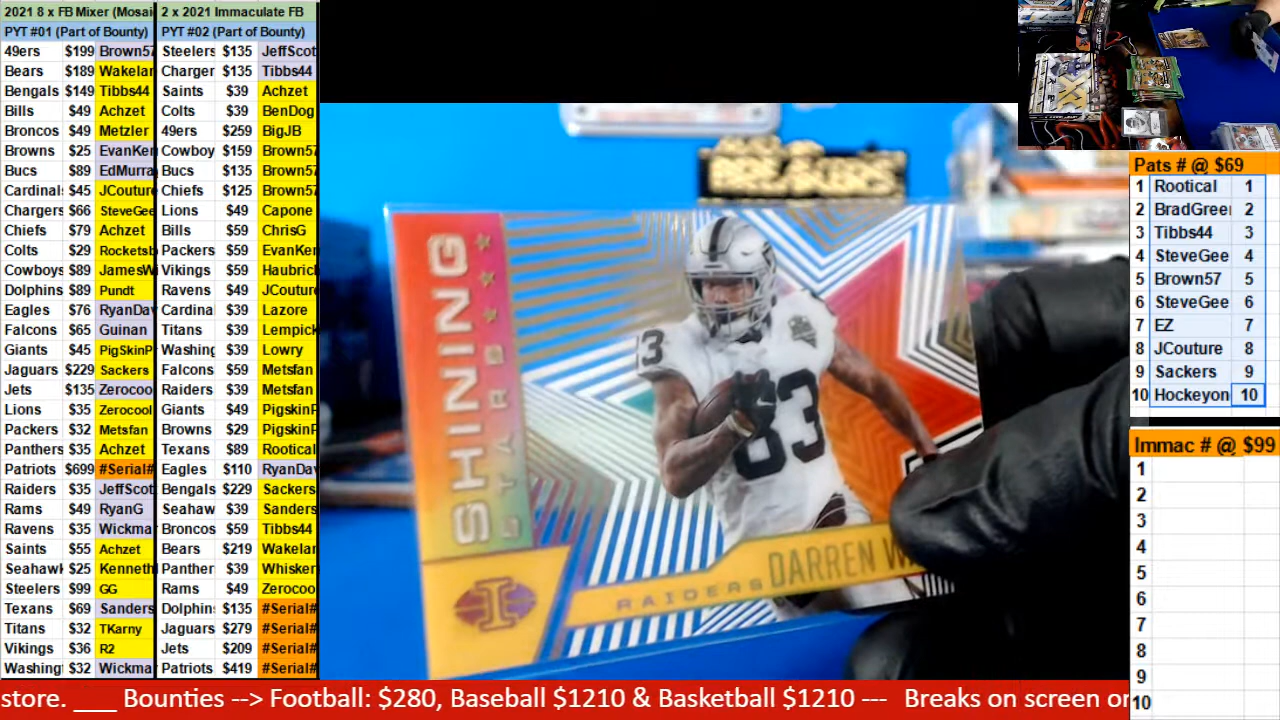 2021 8 x FB Mixer (Mosai
PYT #01 (Part of Bounty)
49ers $199 Brown57
Bears $189 Wakelar
Bengals $149 Tibbs44
Bills $49 Achzet
Broncos $49 Metzler
Browns $25 EvanKer
Bucs $89 EdMurra
Cardinals $45 JCouture
Chargers $66 SteveGee
Chiefs $79 Achzet
Colts $29 Rocketsb
Cowboys $89 JamesWi
Dolphins $89 Pundt
Eagles $76 RyanDav
Falcons $65 Guinan
Giants $45 PigSkinP
Jaguars $229 Sackers
Jets $135 Zerocoo
Lions $35 Zerocool
Packers $32 Metsfan
Panthers $35 Achzet
Patriots $699 #Serial#
Raiders $35 JeffScot
Rams $49 RyanG
Ravens $35 Wickma
Saints $55 Achzet
Seahawk $25 Kenneth
Steelers $99 GG
Texans $69 Sanders
Titans $32 TKarny
Vikings $36 R2
Washing $32 Wickma
2 x 2021 Immaculate FB
PYT #02 (Part of Bounty)
Steelers $135 JeffScot
Charger $135 Tibbs44
Saints $39 Achzet
Colts $39 BenDog
49ers $259 BigJB
Cowboy $159 Brown57
Bucs $135 Brown57
Chiefs $125 Brown57
Lions $49 Capone
Bills $59 ChrisG
Packers $59 EvanKer
Vikings $59 Haubrich
Ravens $49 JCouture
Cardina $39 Lazore
Titans $39 Lempick
Washing $39 Lowry
Falcons $59 Metsfan
Raiders $39 Metsfan
Giants $49 PigskinP
Browns $29 PigskinP
Texans $89 Rootical
Eagles $110 RyanDav
Bengals $229 Sackers
Seahaw $39 Sanders
Broncos $59 Tibbs44
Bears $219 Wakelar
Panther $39 Whisker
Rams $49 Zerocoo
Dolphin $135 #Serial#
Jaguars $279 #Serial#
Jets $209 #Serial#
Patriots $419 #Serial#
BREAKERS
SHINING
STARS
83
83
RAIDERS DARREN W
Pats # @ $69
1 Rootical 1
2 BradGreer 2
3 Tibbs44 3
4 SteveGee 4
5 Brown57 5
6 SteveGee 6
7 EZ 7
8 JCouture 8
9 Sackers 9
10 Hockeyon 10
Immac # @ $99
1
2
3
4
5
6
7
8
9
10
store. ___ Bounties --> Football: $280, Baseball $1210 & Basketball $1210 --- Breaks on screen or